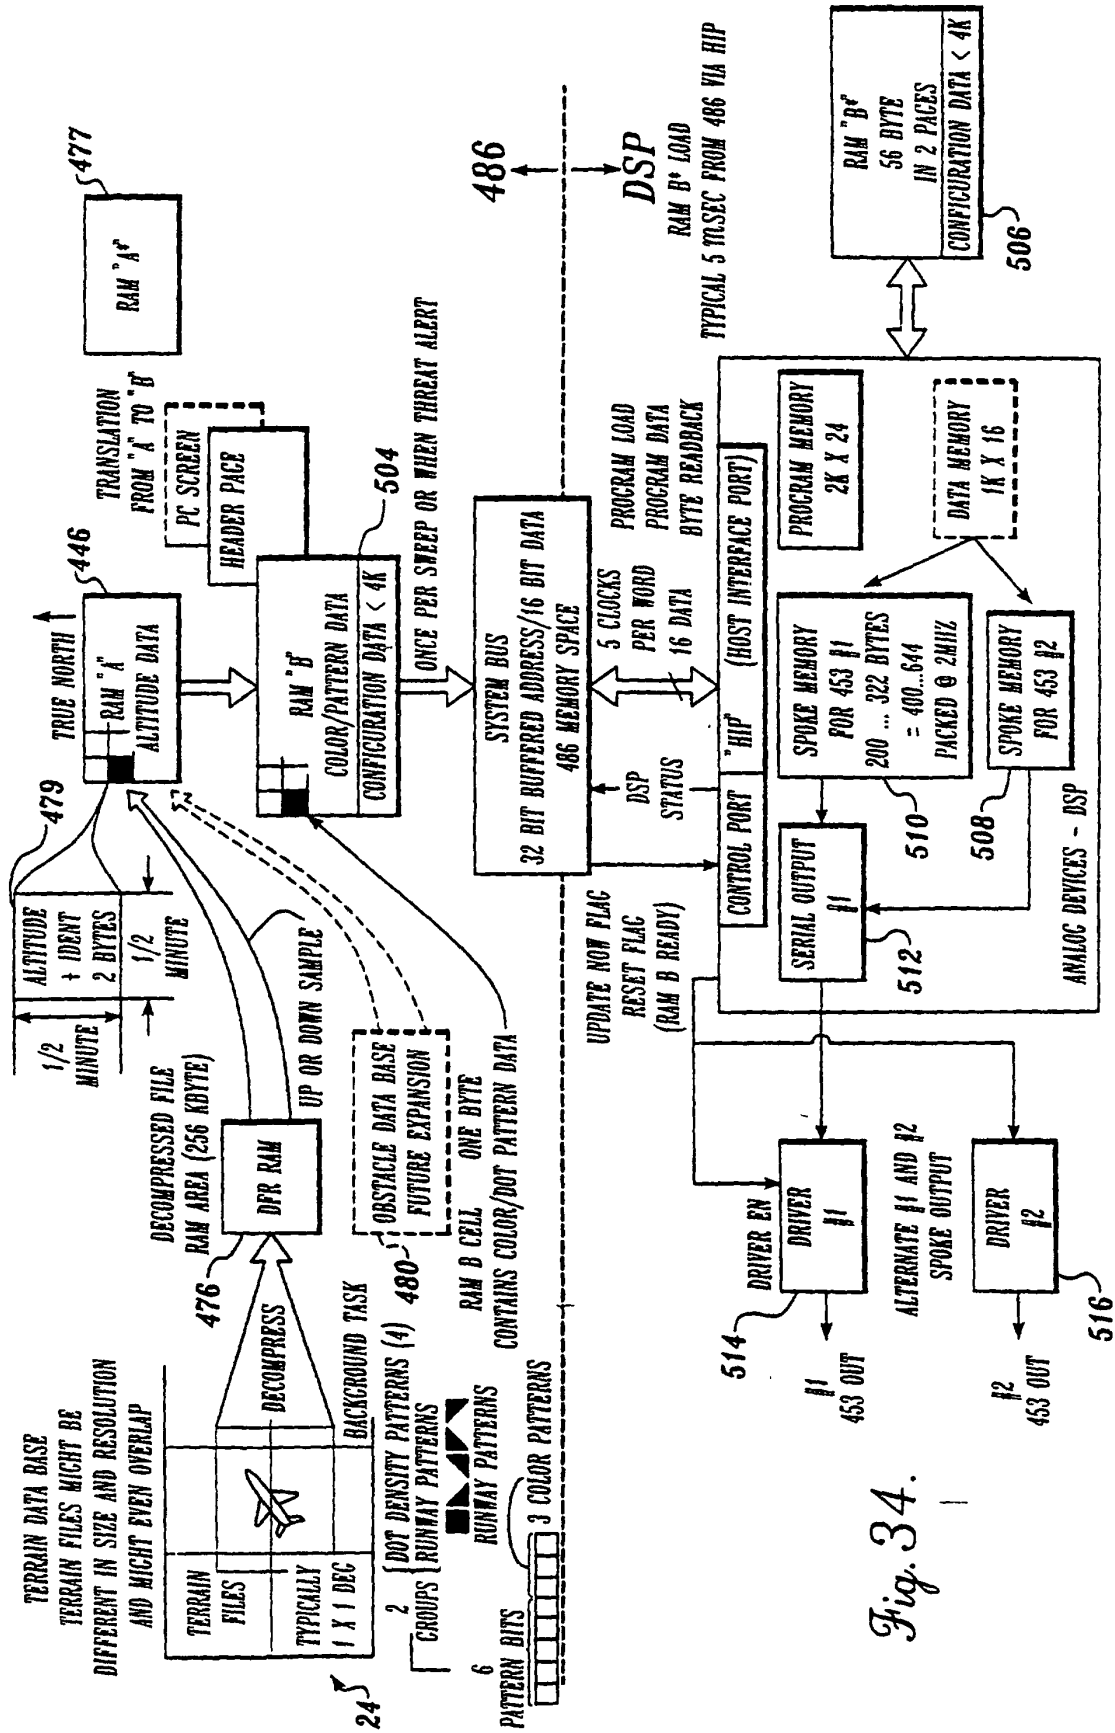 TERRAIN DATA BASE
TERRAIN FILES MIGHT BE
DIFFERENT IN SIZE AND RESOLUTION
AND MIGHT EVEN OVERLAP
TERRAIN
FILES
TYPICALLY
1 X 1 DEG
24
DECOMPRESS
BACKGROUND TASK
DECOMPRESSED FILE
RAM AREA (256 KBYTE)
DFR RAM
476
UP OR DOWN SAMPLE
1/2
MINUTE
ALTITUDE
+ IDENT
2 BYTES
1/2
MINUTE
479
TRUE NORTH
446
RAM "A"
ALTITUDE DATA
TRANSLATION
FROM "A" TO "B"
477
RAM "A*"
PC SCREEN
HEADER PAGE
RAM "B"
COLOR/PATTERN DATA
CONFIGURATION DATA < 4K
504
OBSTACLE DATA BASE
FUTURE EXPANSION
480
RAM B CELL ONE BYTE
CONTAINS COLOR/DOT PATTERN DATA
2
GROUPS
DOT DENSITY PATTERNS (4)
RUNWAY PATTERNS
RUNWAY PATTERNS
6
PATTERN BITS
3 COLOR PATTERNS
ONCE PER SWEEP OR WHEN THREAT ALERT
486
DSP
SYSTEM BUS
32 BIT BUFFERED ADDRESS/16 BIT DATA
486 MEMORY SPACE
RAM B* LOAD
TYPICAL 5 mSEC FROM 486 VIA HIP
UPDATE NOW FLAG
RESET FLAG
(RAM B READY)
DSP
STATUS
5 CLOCKS
PER WORD
16 DATA
PROGRAM LOAD
PROGRAM DATA
BYTE READBACK
CONTROL PORT
"HIP" (HOST INTERFACE PORT)
SERIAL OUTPUT
#1
512
SPOKE MEMORY
FOR 453 #1
200 ... 322 BYTES
= 400...644
PACKED @ 2MHZ
510
PROGRAM MEMORY
2K X 24
SPOKE MEMORY
FOR 453 #2
508
DATA MEMORY
1K X 16
ANALOG DEVICES - DSP
RAM "B*"
56 BYTE
IN 2 PAGES
CONFIGURATION DATA < 4K
506
DRIVER EN
DRIVER
#1
514
#1
453 OUT
ALTERNATE #1 AND #2
SPOKE OUTPUT
DRIVER
#2
516
#2
453 OUT
Fig. 34.